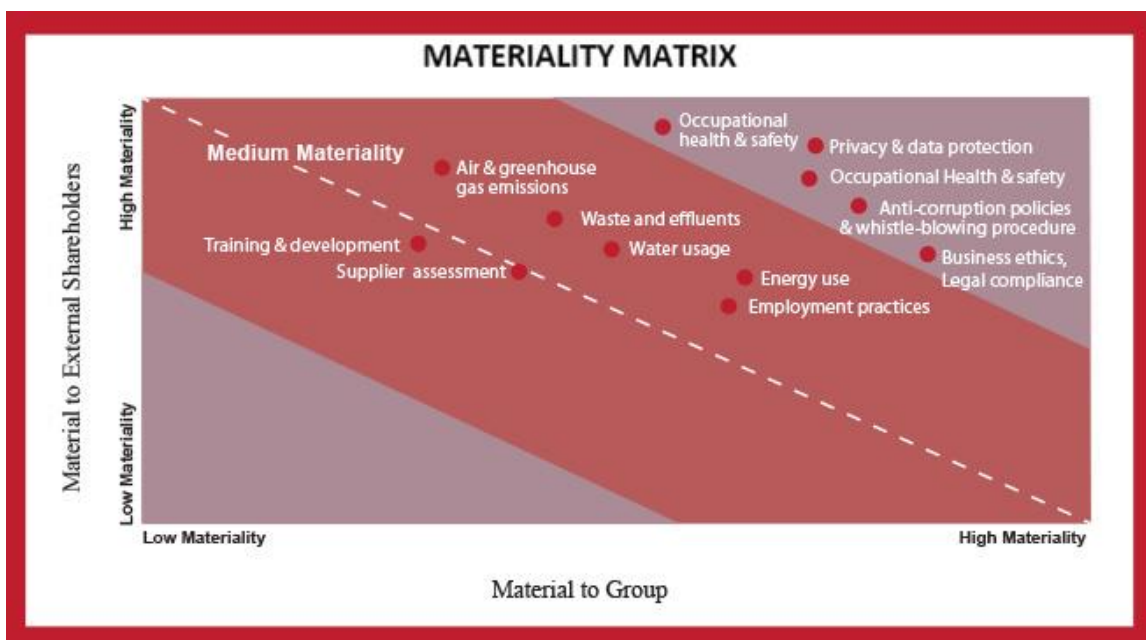 MATERIALITY MATRIX
Material to External Shareholders
High Materiality
Low Materiality
Medium Materiality
Occupational
health & safety
Privacy & data protection
Air & greenhouse
gas emissions
Occupational Health & safety
Anti-corruption policies
& whistle-blowing procedure
Waste and effluents
Training & development
Water usage
Business ethics,
Legal compliance
Supplier assessment
Energy use
Employment practices
Low Materiality
High Materiality
Material to Group